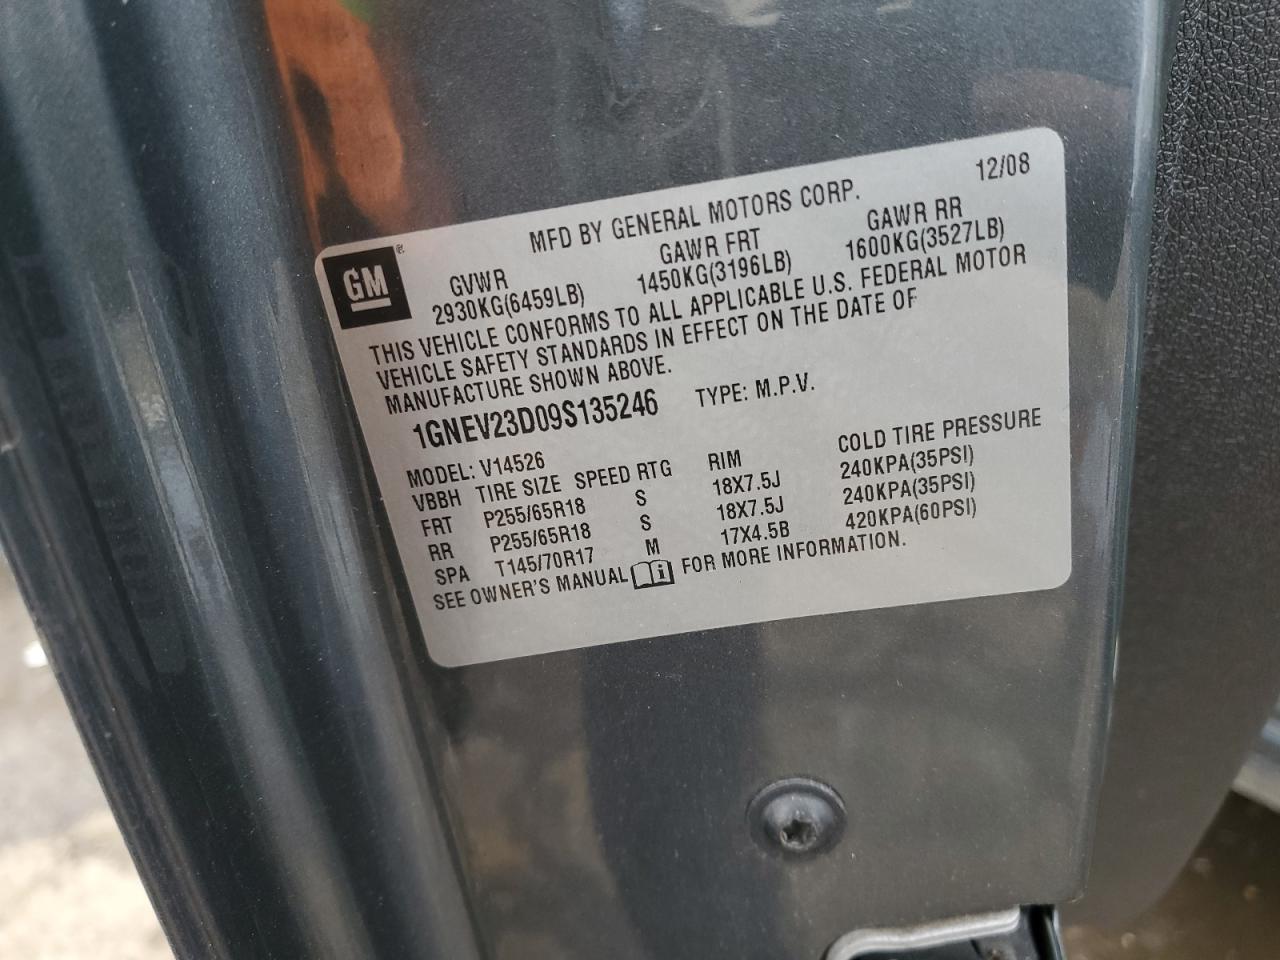 12/08
MFD BY GENERAL MOTORS CORP.
GM ®
GVWR GAWR FRT GAWR RR
2930KG(6459LB) 1450KG(3196LB) 1600KG(3527LB)
THIS VEHICLE CONFORMS TO ALL APPLICABLE U.S. FEDERAL MOTOR
VEHICLE SAFETY STANDARDS IN EFFECT ON THE DATE OF
MANUFACTURE SHOWN ABOVE.
1GNEV23D09S135246 TYPE: M.P.V.
MODEL: V14526
VBBH TIRE SIZE SPEED RTG RIM COLD TIRE PRESSURE
FRT P255/65R18 S 18X7.5J 240KPA(35PSI)
RR P255/65R18 S 18X7.5J 240KPA(35PSI)
SPA T145/70R17 M 17X4.5B 420KPA(60PSI)
SEE OWNER'S MANUAL i FOR MORE INFORMATION.